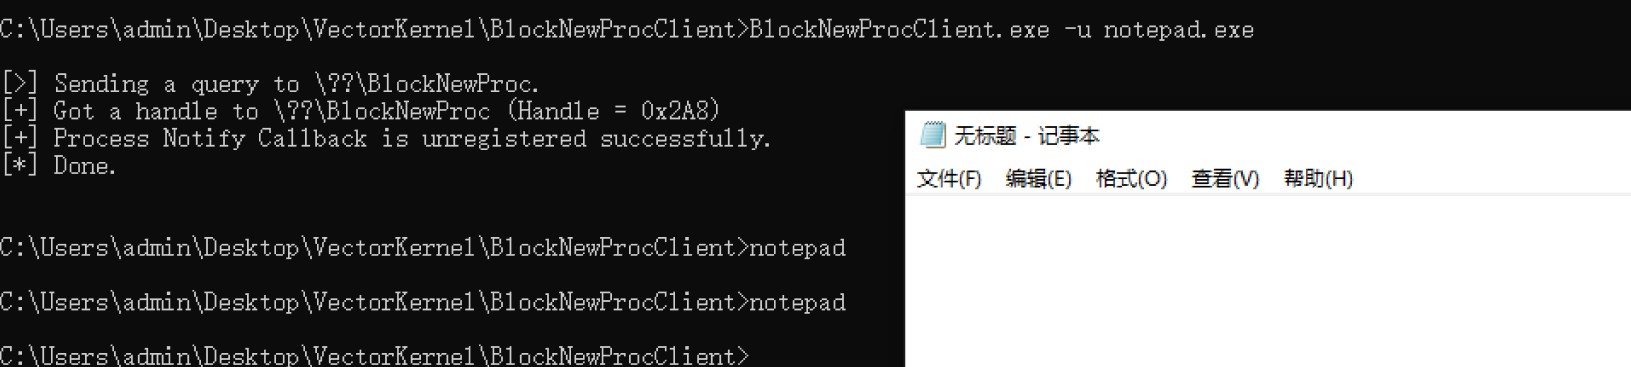 C:\Users\admin\Desktop\VectorKernel\BlockNewProcClient>BlockNewProcClient.exe -u notepad.exe
[>] Sending a query to \??\BlockNewProc.
[+] Got a handle to \??\BlockNewProc (Handle = 0x2A8)
[+] Process Notify Callback is unregistered successfully.
[*] Done.
C:\Users\admin\Desktop\VectorKernel\BlockNewProcClient>notepad
C:\Users\admin\Desktop\VectorKernel\BlockNewProcClient>notepad
C:\Users\admin\Desktop\VectorKernel\BlockNewProcClient>
无标题 - 记事本
文件(F) 编辑(E) 格式(O) 查看(V) 帮助(H)